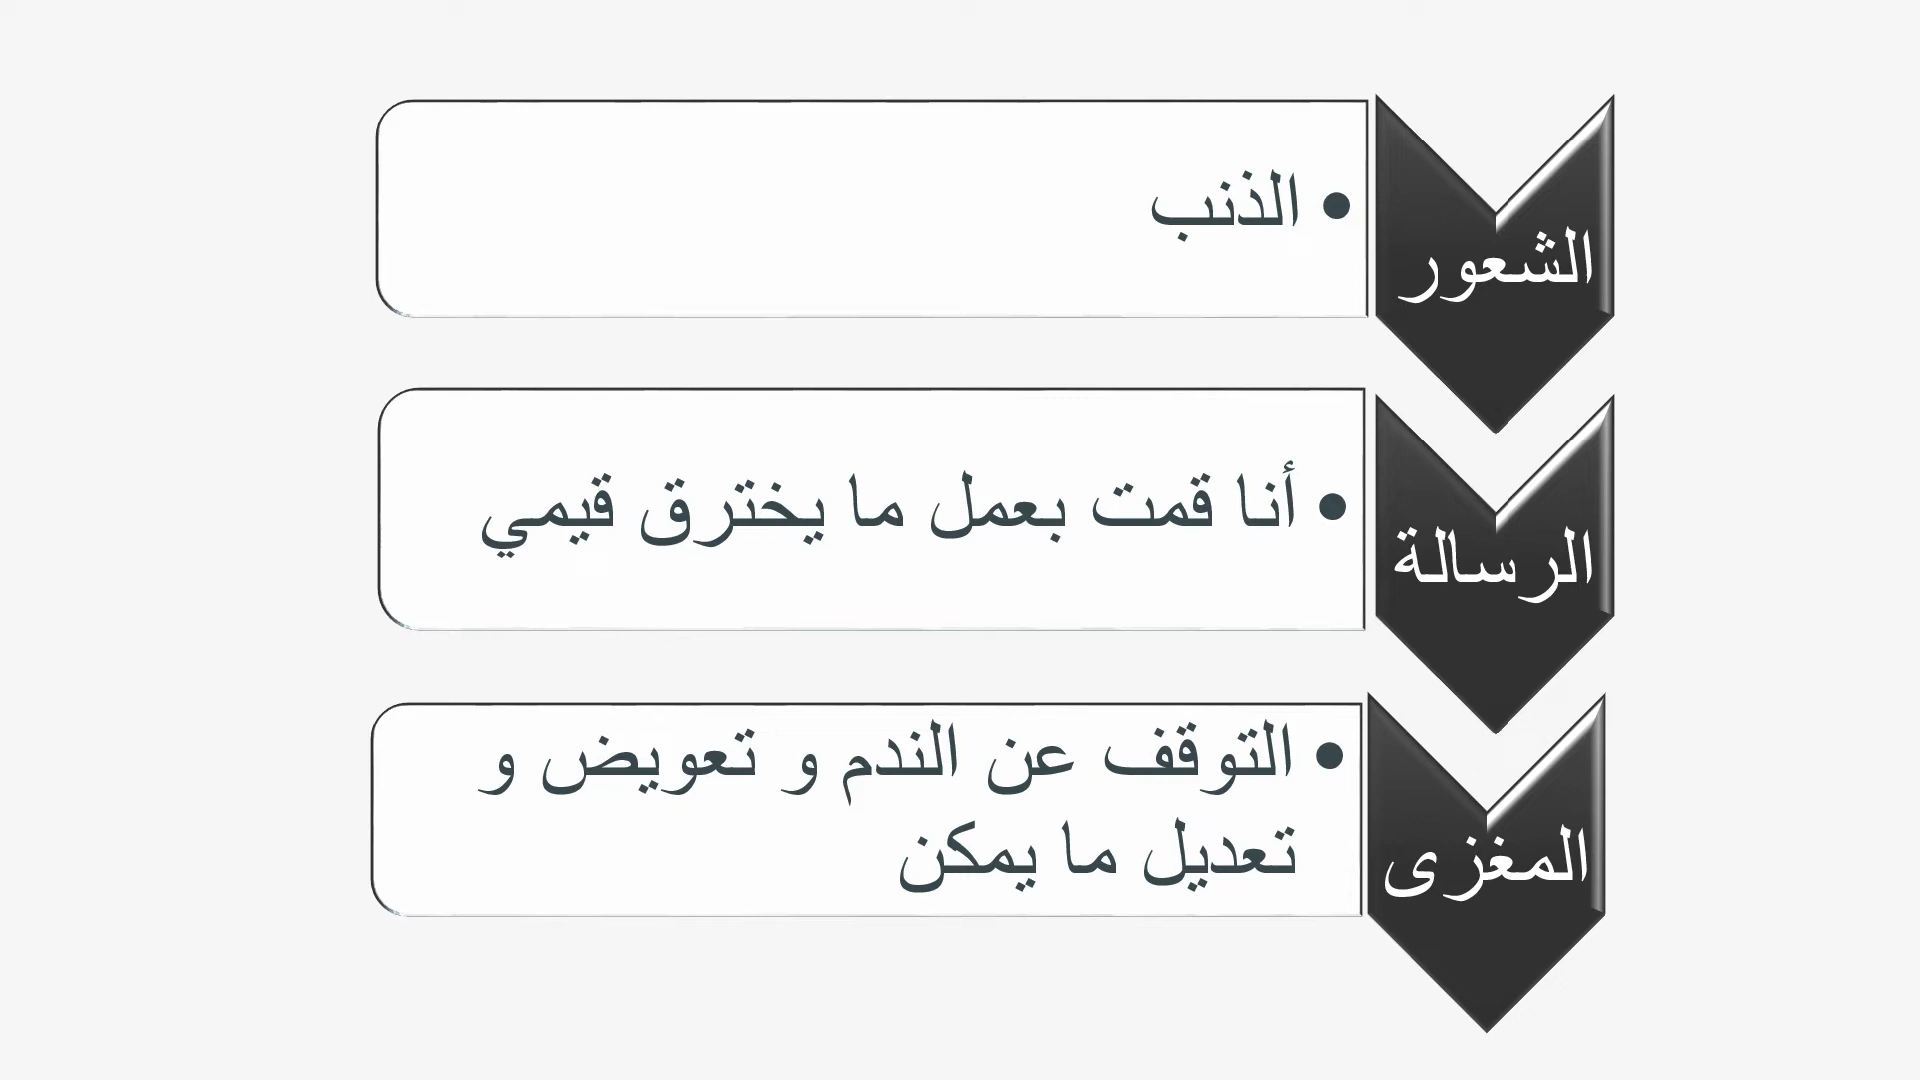 الشعور
• الذنب
الرسالة
• أنا قمت بعمل ما يخترق قيمي
المغزى
• التوقف عن الندم و تعويض و
تعديل ما يمكن